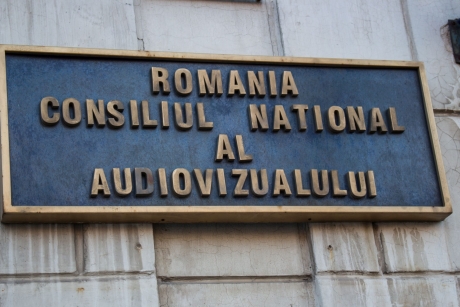 ROMANIA
CONSILIUL NATIONAL
AL
AUDIOVIZUALULUI